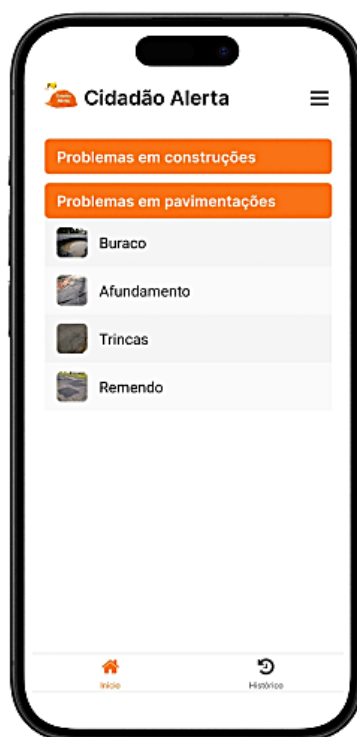 Cidadão Alerta
Problemas em construções
Problemas em pavimentações
Buraco
Afundamento
Trincas
Remendo
Início
Histórico